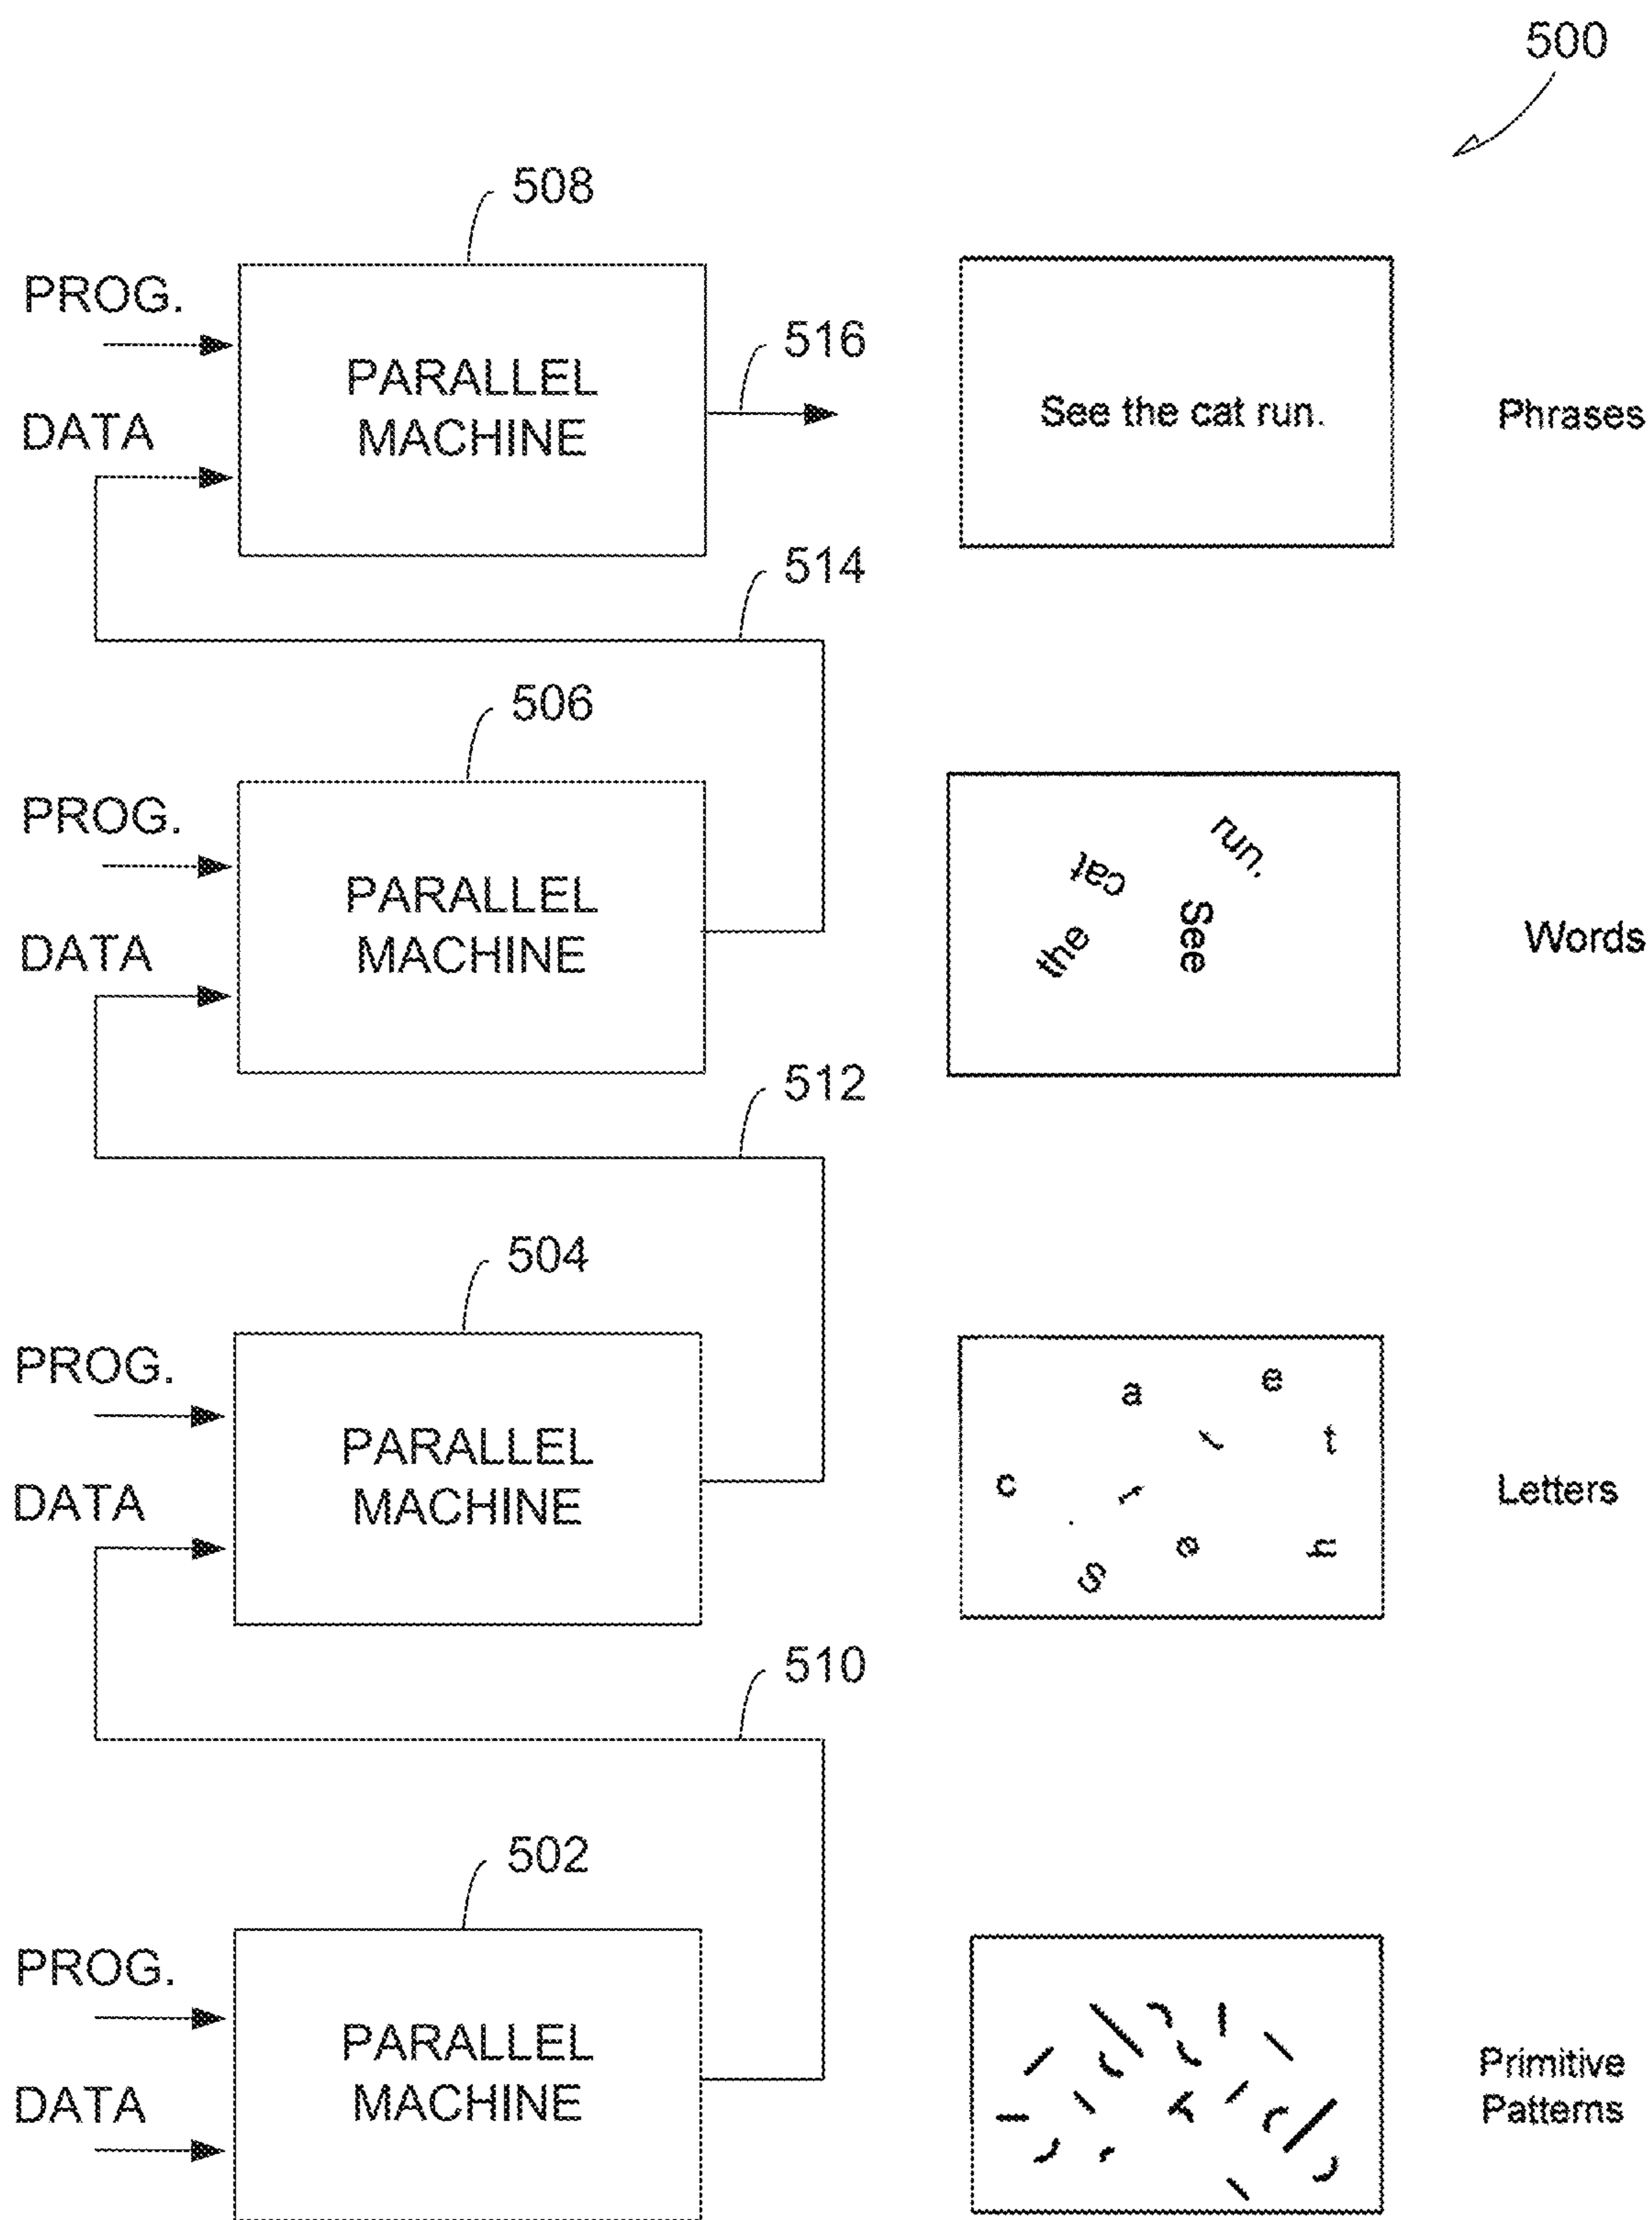 500
508
PROG.
516
PARALLEL
MACHINE
See the cat run.
Phrases
DATA
514
506
PROG.
run.
cat
PARALLEL
MACHINE
See
the
Words
DATA
512
504
PROG.
a
e
t
PARALLEL
MACHINE
c
Letters
DATA
e
h
S
510
502
PROG.
PARALLEL
MACHINE
Primitive
Patterns
DATA